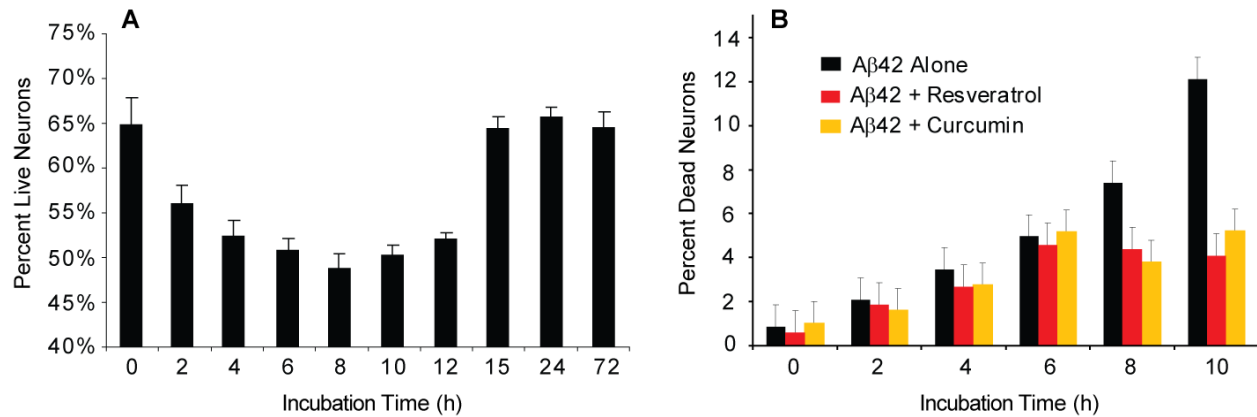 A
75%
70%
65%
60%
55%
50%
45%
40%
Percent Live Neurons
0 2 4 6 8 10 12 15 24 72
Incubation Time (h)
B
14
12
10
8
6
4
2
0
Percent Dead Neurons
Aβ42 Alone
Aβ42 + Resveratrol
Aβ42 + Curcumin
0 2 4 6 8 10
Incubation Time (h)